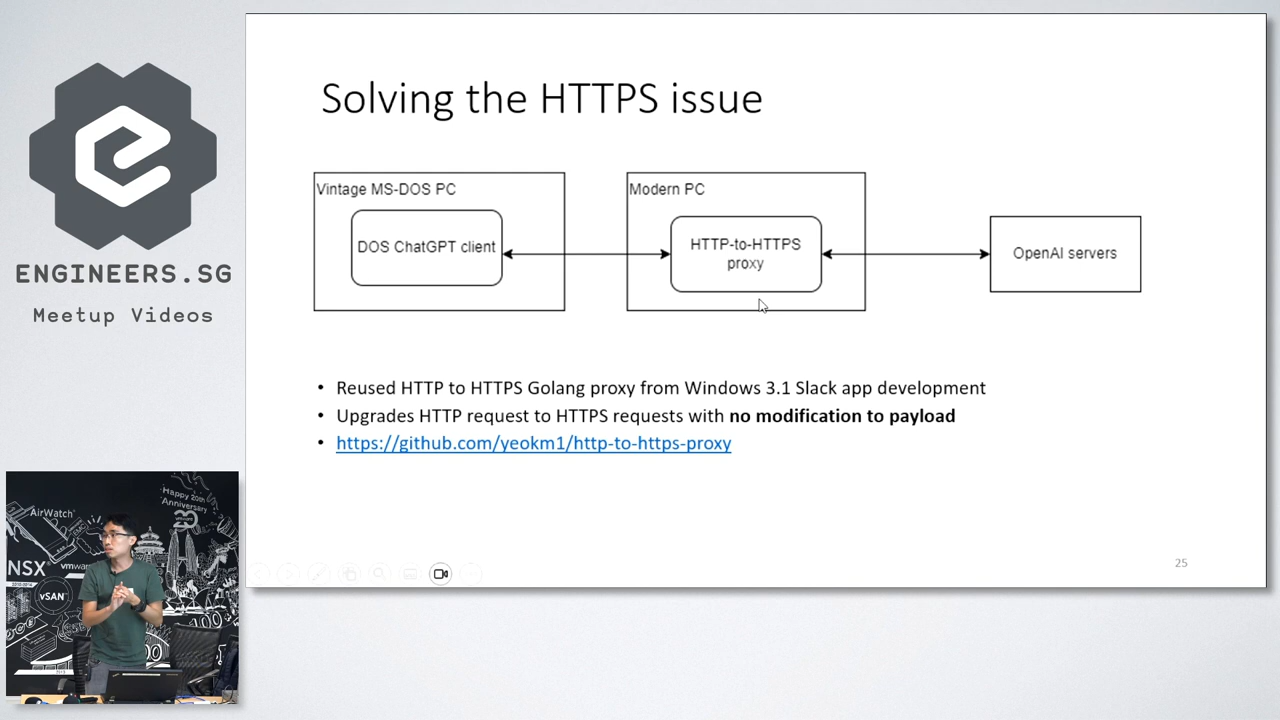 Solving the HTTPS issue
Vintage MS-DOS PC
DOS ChatGPT client
Modern PC
HTTP-to-HTTPS
proxy
OpenAI servers
• Reused HTTP to HTTPS Golang proxy from Windows 3.1 Slack app development
• Upgrades HTTP request to HTTPS requests with no modification to payload
• https://github.com/yeokm1/http-to-https-proxy
25
ENGINEERS.SG
Meetup Videos
Happy 20th
Anniversary
20
AirWatch
NSX
vmwa
vSAN